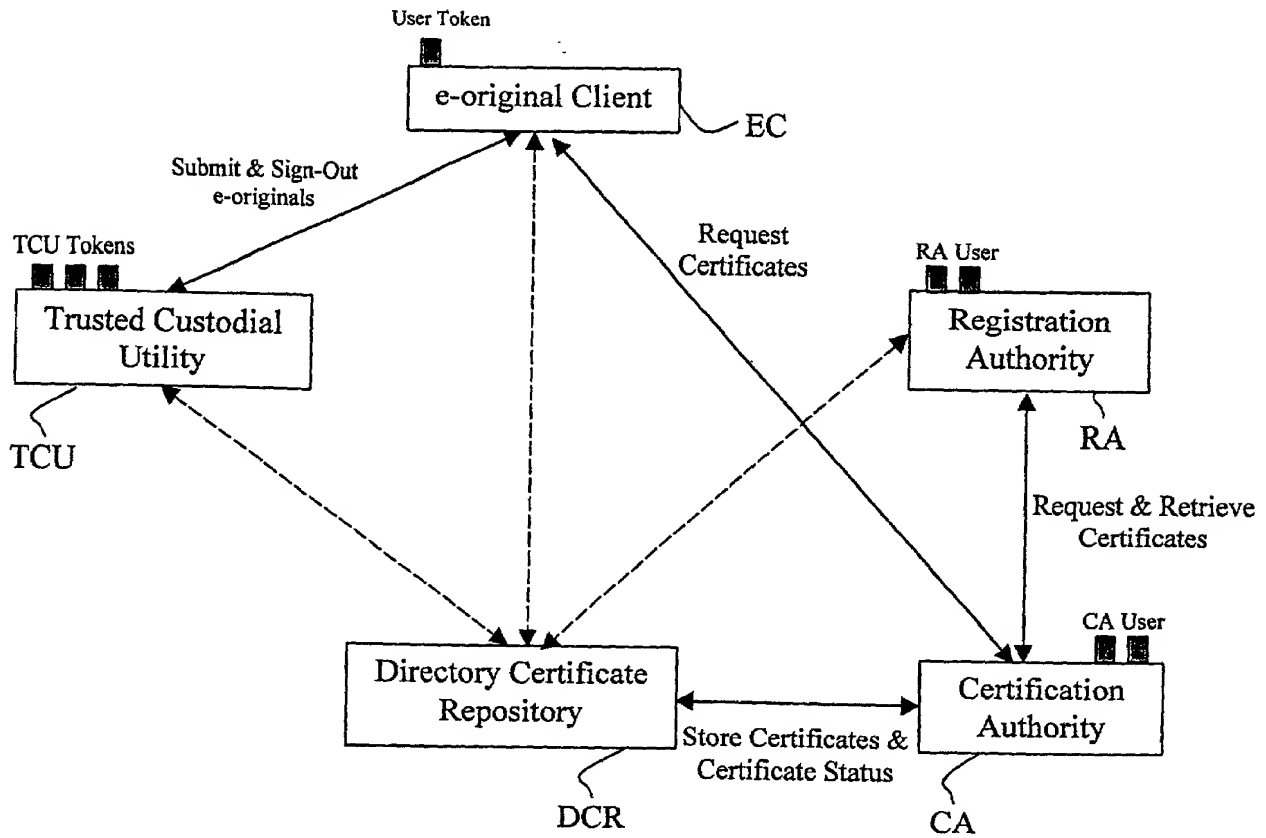 User Token
e-original Client
EC
Submit & Sign-Out
e-originals
TCU Tokens
Trusted Custodial
Utility
TCU
Request
Certificates
RA User
Registration
Authority
RA
Request & Retrieve
Certificates
CA User
Certification
Authority
CA
Directory Certificate
Repository
DCR
Store Certificates &
Certificate Status